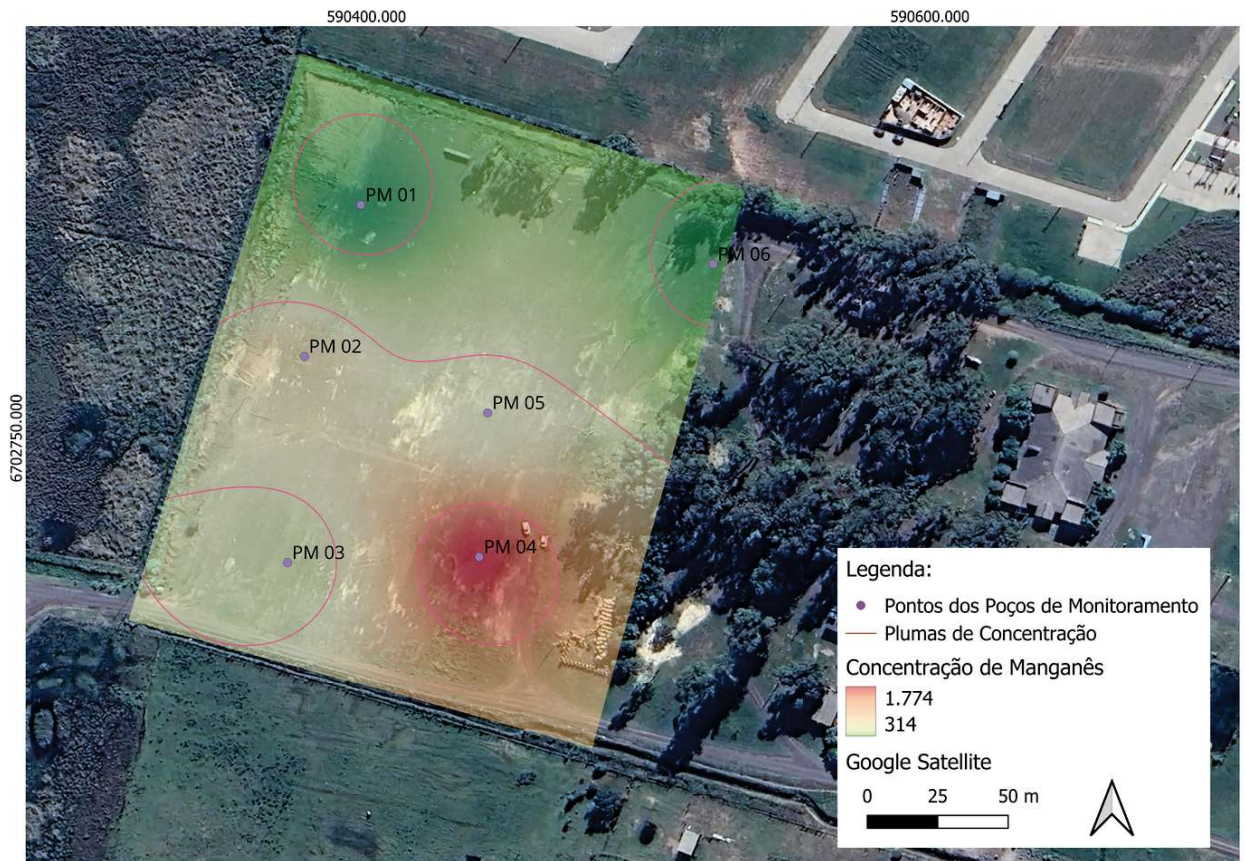 590400.000
590600.000
6702750.000
PM 01
PM 06
PM 02
PM 05
PM 03
PM 04
Legenda:
Pontos dos Poços de Monitoramento
Plumas de Concentração
Concentração de Manganês
1.774
314
Google Satellite
0 25 50 m